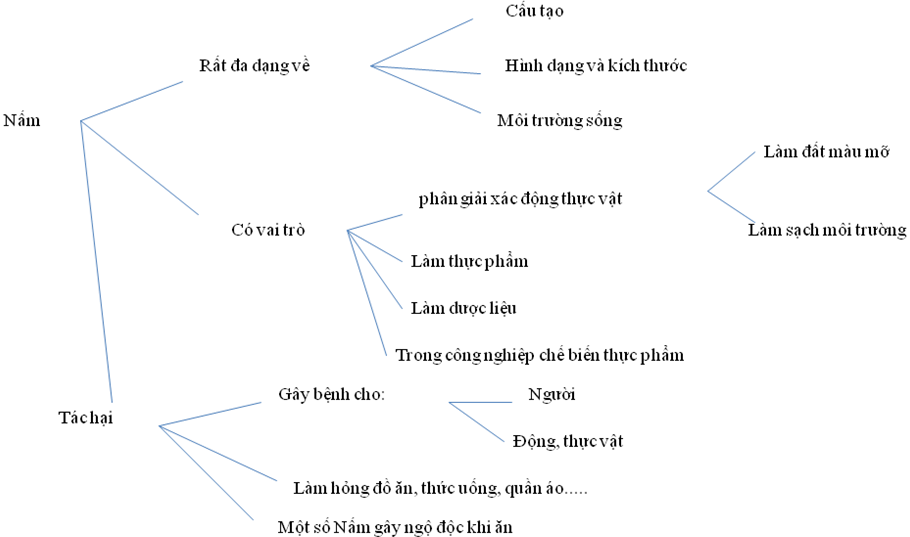 Cấu tạo
Rất đa dạng về
Hình dạng và kích thước
Nấm
Môi trường sống
Làm đất màu mỡ
phân giải xác động thực vật
Có vai trò
Làm sạch môi trường
Làm thực phẩm
Làm dược liệu
Trong công nghiệp chế biến thực phẩm
Gây bệnh cho:
Người
Tác hại
Động, thực vật
Làm hỏng đồ ăn, thức uống, quần áo.....
Một số Nấm gây ngộ độc khi ăn